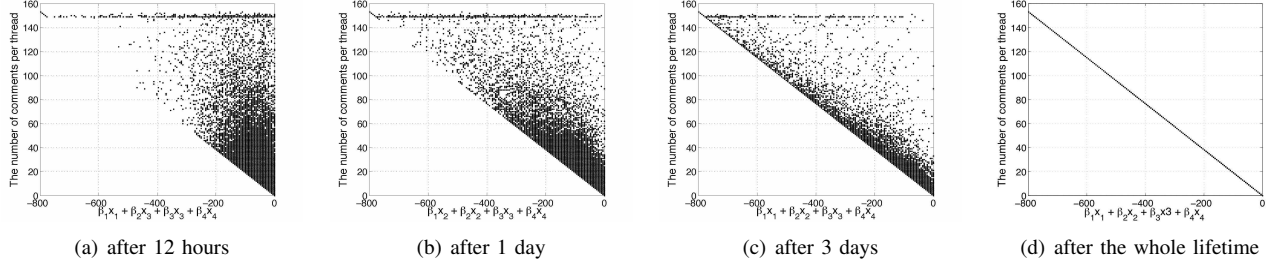 The number of comments per thread
160
140
120
100
80
60
40
20
0
−800 −600 −400 −200 0
β₁x₁ + β₂x₃ + β₃x₃ + β₄x₄
(a) after 12 hours
The number of comments per thread
160
140
120
100
80
60
40
20
0
−800 −600 −400 −200 0
β₁x₂ + β₂x₂ + β₃x₃ + β₄x₄
(b) after 1 day
The number of comments per thread
160
140
120
100
80
60
40
20
0
−800 −600 −400 −200 0
β₁x₁ + β₂x₂ + β₃x₃ + β₄x₄
(c) after 3 days
The number of comments per thread
160
140
120
100
80
60
40
20
0
−800 −600 −400 −200 0
β₁x₁ + β₂x₂ + β₃x3 + β₄x₄
(d) after the whole lifetime